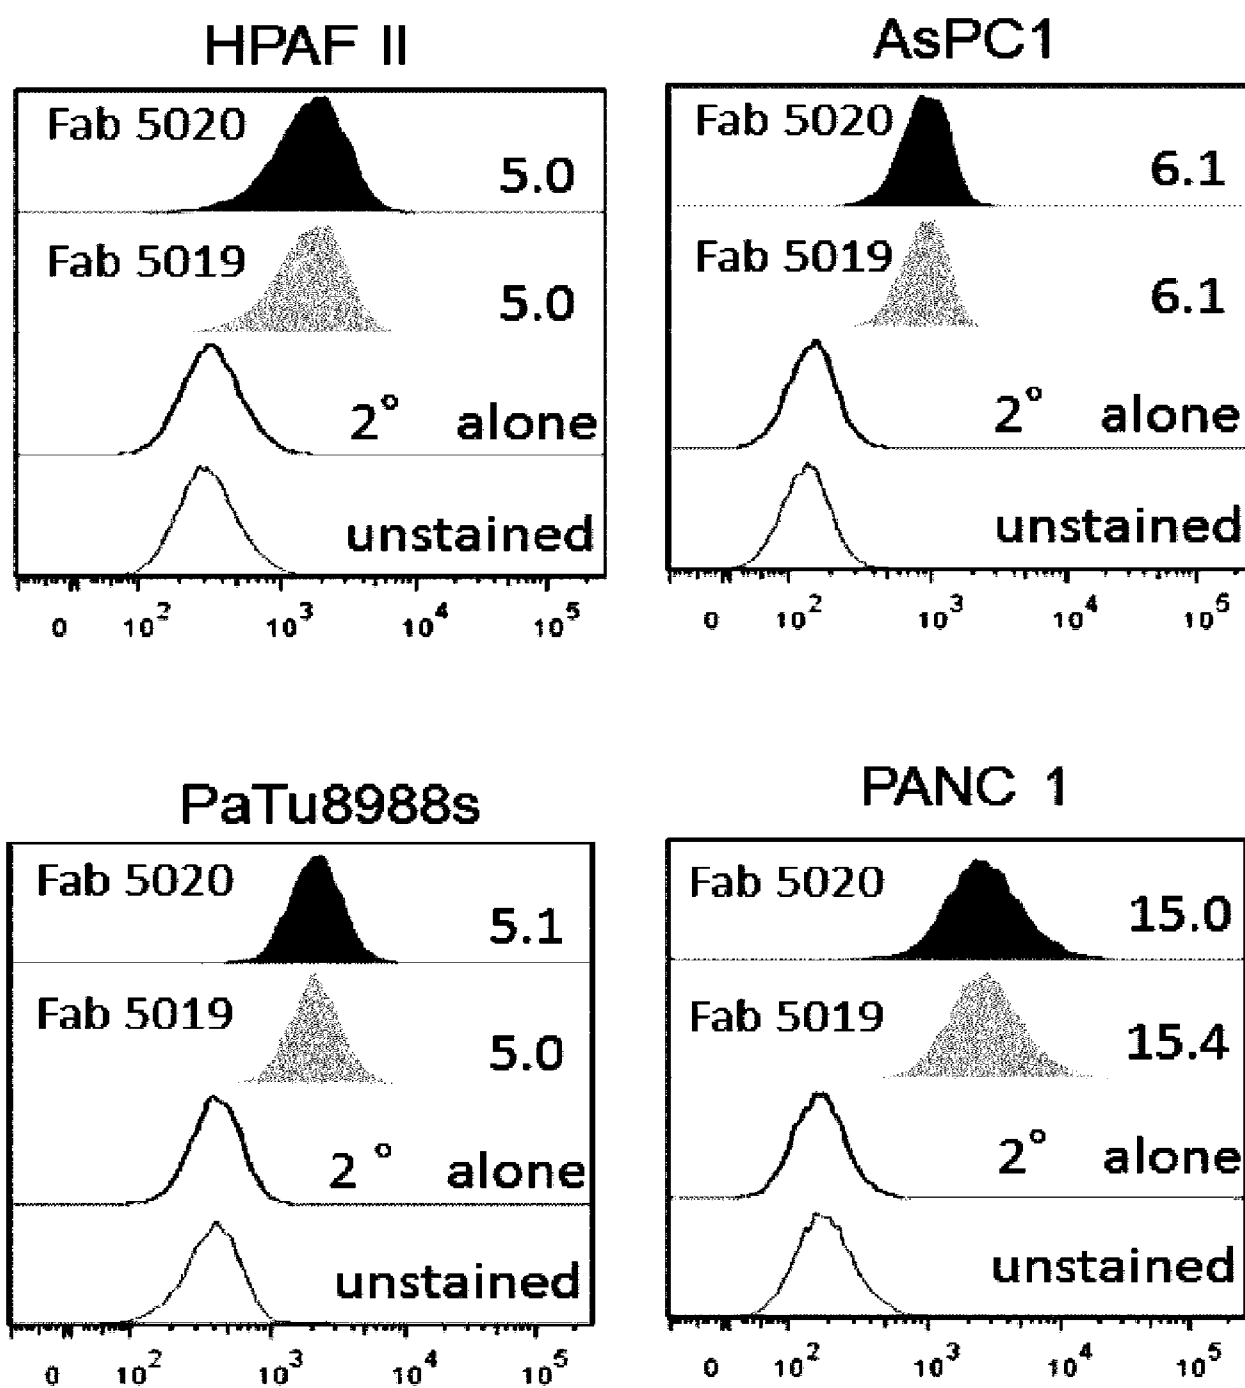 HPAF II
Fab 5020
5.0
Fab 5019
5.0
2° alone
unstained
0 10² 10³ 10⁴ 10⁵
AsPC1
Fab 5020
6.1
Fab 5019
6.1
2° alone
unstained
0 10² 10³ 10⁴ 10⁵
PaTu8988s
Fab 5020
5.1
Fab 5019
5.0
2° alone
unstained
0 10² 10³ 10⁴ 10⁵
PANC 1
Fab 5020
15.0
Fab 5019
15.4
2° alone
unstained
0 10² 10³ 10⁴ 10⁵